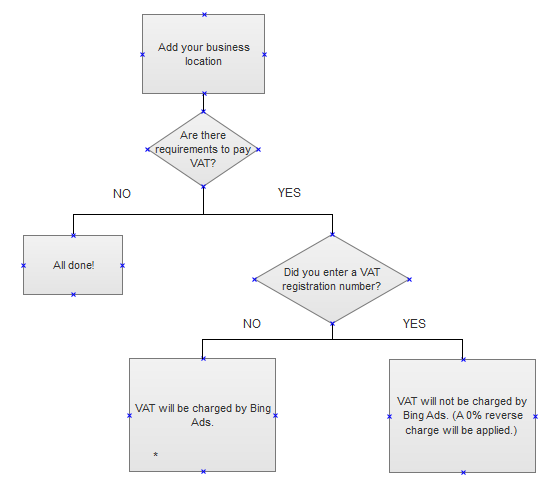 Add your business
location
Are there
requirements to pay
VAT?
NO
YES
All done!
Did you enter a VAT
registration number?
NO
YES
VAT will be charged by Bing
Ads.
*
VAT will not be charged by
Bing Ads. (A 0% reverse
charge will be applied.)